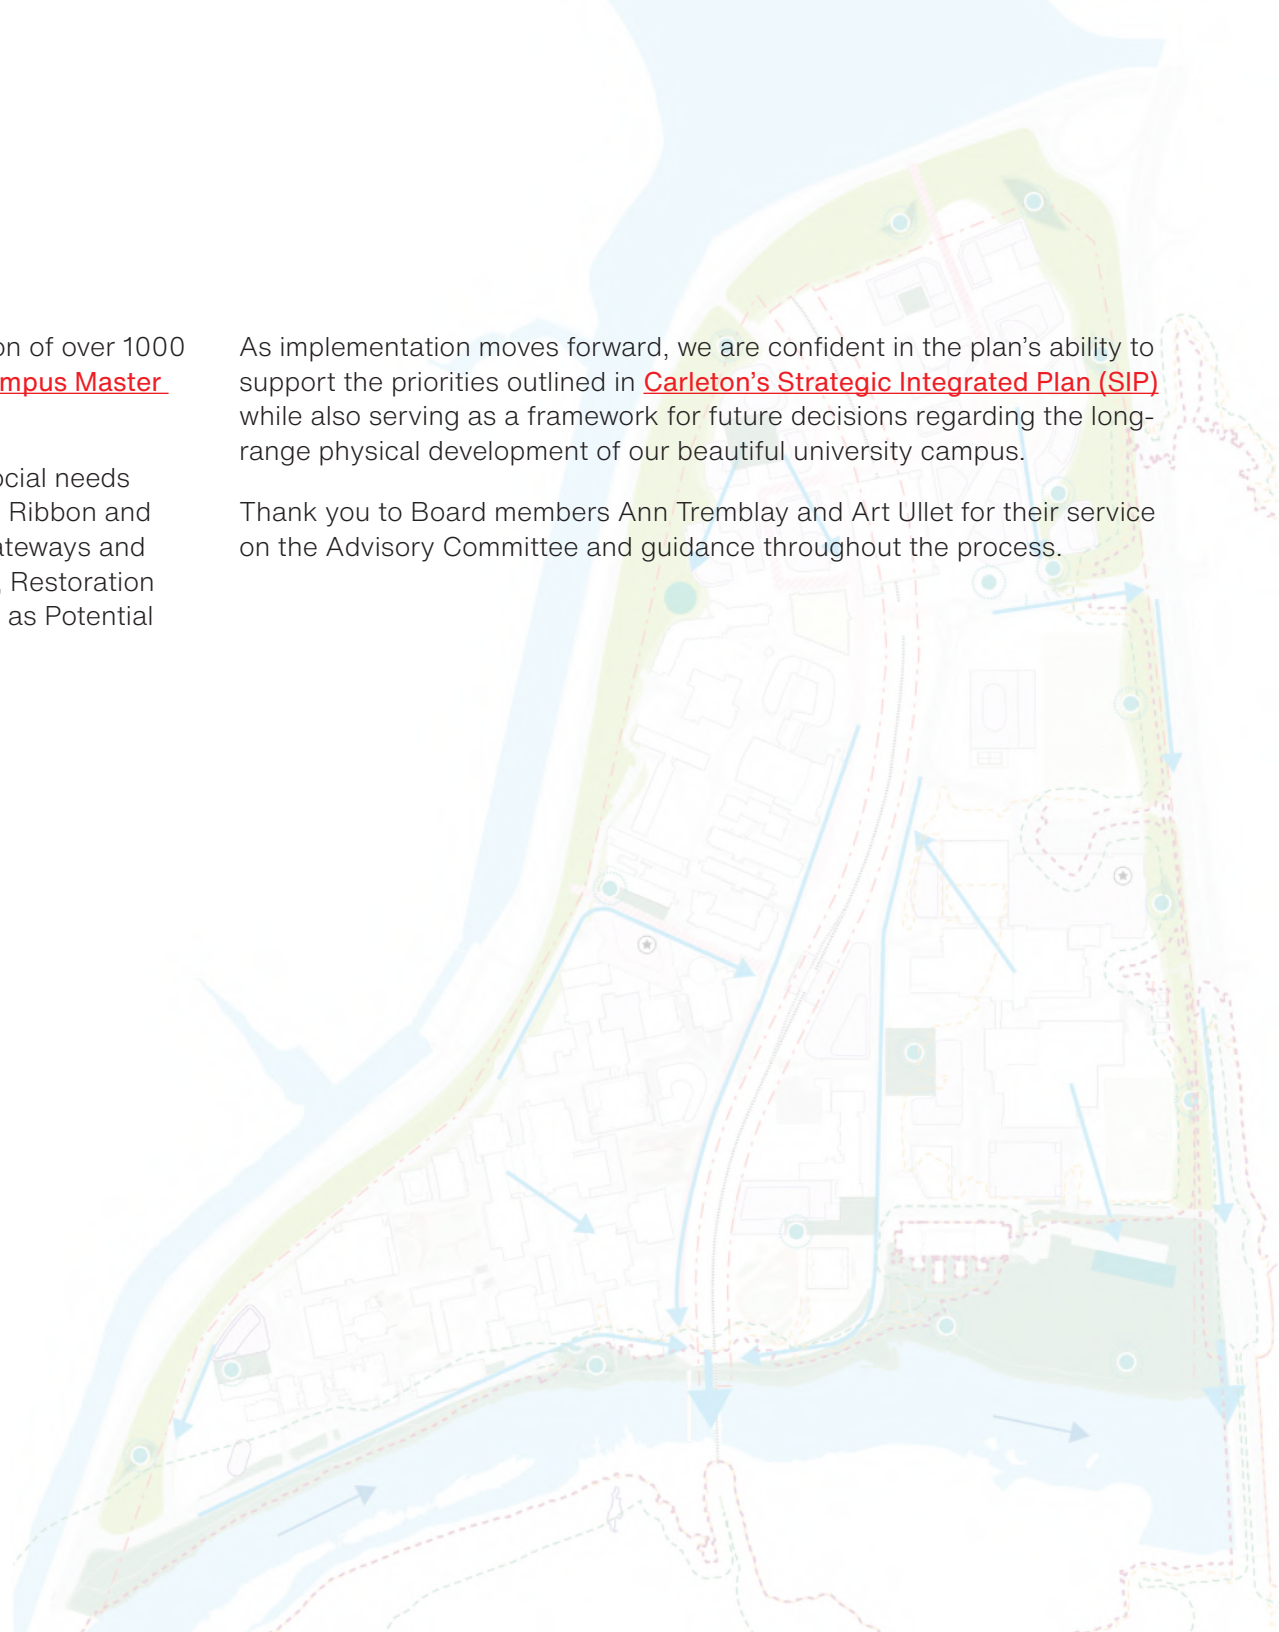 on of over 1000
mpus Master
ocial needs
Ribbon and
ateways and
, Restoration
as Potential
As implementation moves forward, we are confident in the plan’s ability to
support the priorities outlined in Carleton’s Strategic Integrated Plan (SIP)
while also serving as a framework for future decisions regarding the long-
range physical development of our beautiful university campus.
Thank you to Board members Ann Tremblay and Art Ullet for their service
on the Advisory Committee and guidance throughout the process.